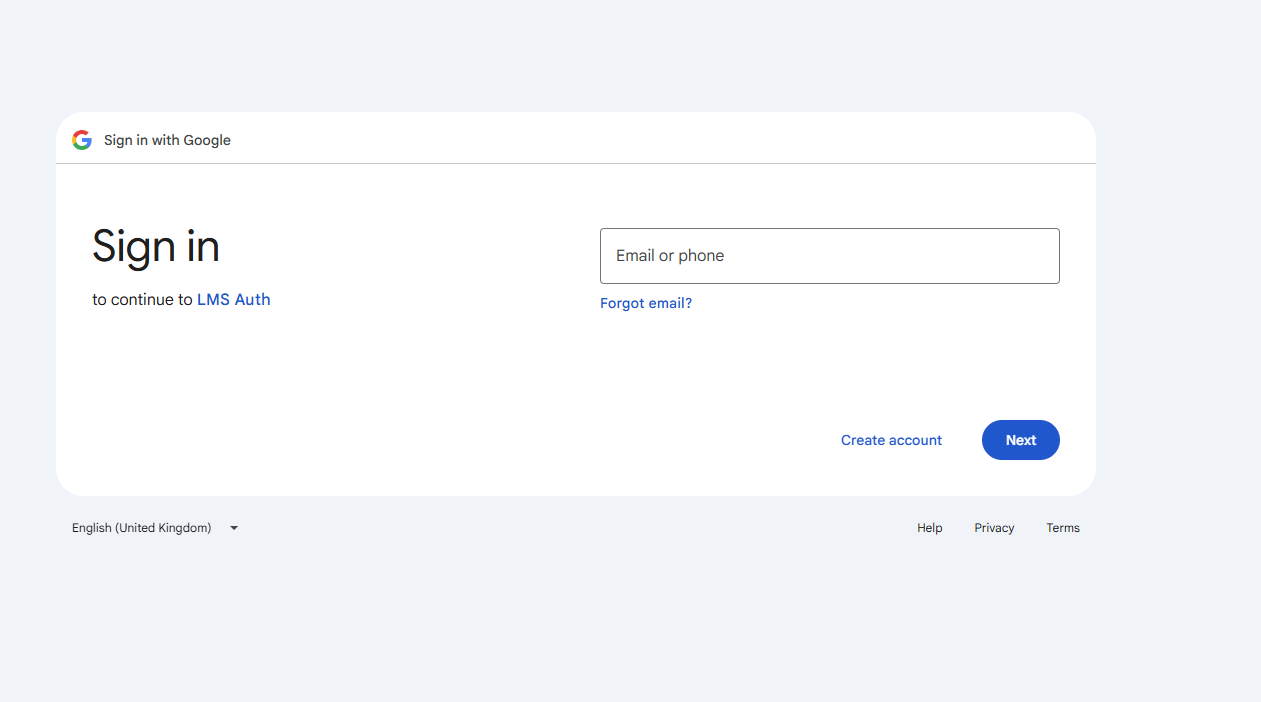 Sign in with Google
Sign in
to continue to LMS Auth
Email or phone
Forgot email?
Create account
Next
English (United Kingdom)
Help
Privacy
Terms